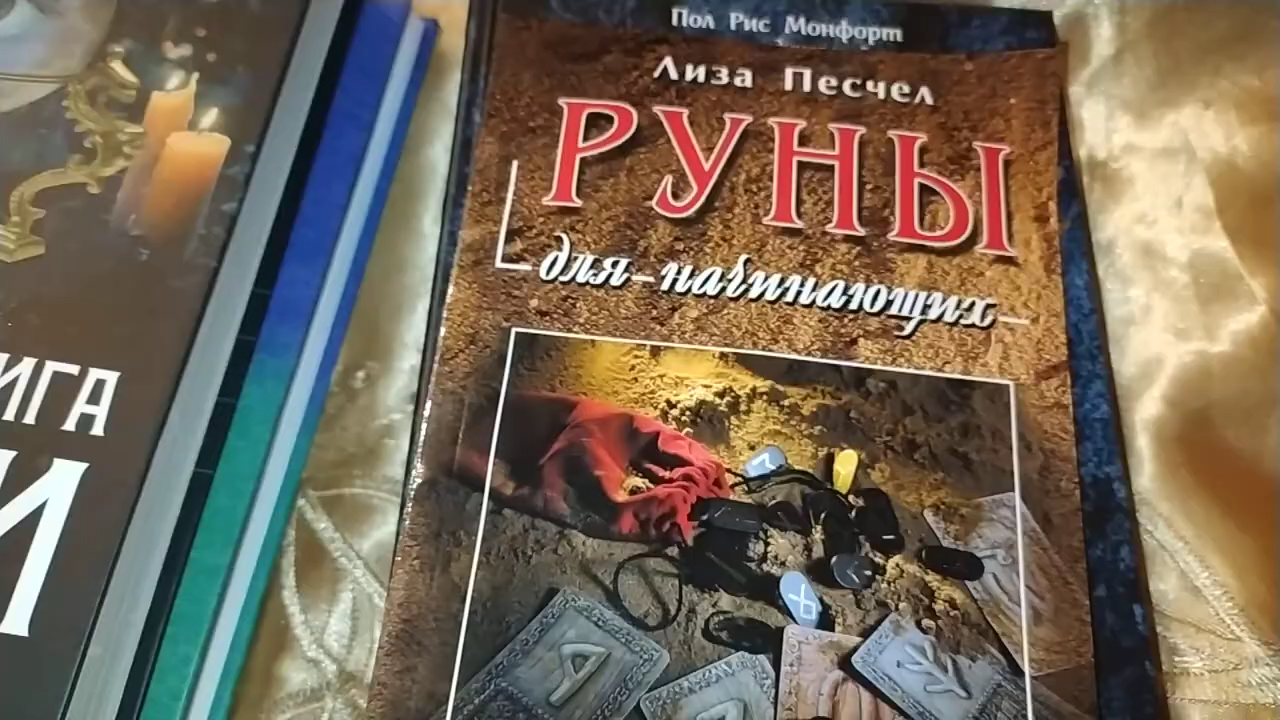 Пол Рис Монфорт
Лиза Песчел
РУНЫ
для-начинающих
ИГА
И